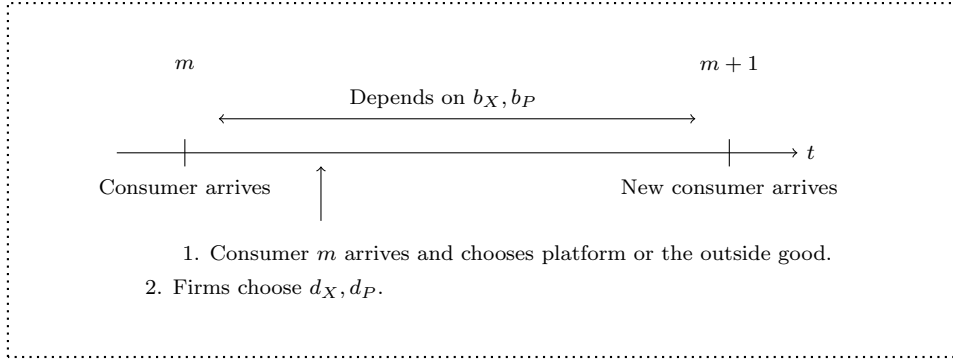 m m + 1
Depends on b_X, b_P
t
Consumer arrives New consumer arrives
1. Consumer m arrives and chooses platform or the outside good.
2. Firms choose d_X, d_P.